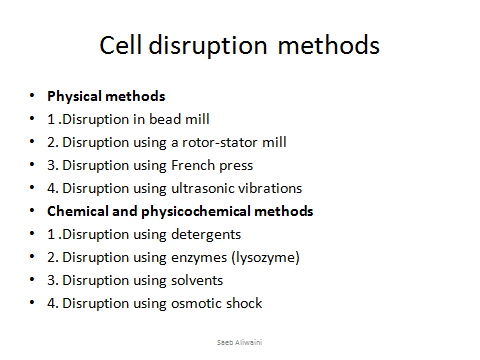 Cell disruption methods
• Physical methods
• 1 .Disruption in bead mill
• 2. Disruption using a rotor-stator mill
• 3. Disruption using French press
• 4. Disruption using ultrasonic vibrations
• Chemical and physicochemical methods
• 1 .Disruption using detergents
• 2. Disruption using enzymes (lysozyme)
• 3. Disruption using solvents
• 4. Disruption using osmotic shock
Saeb Aliwaini